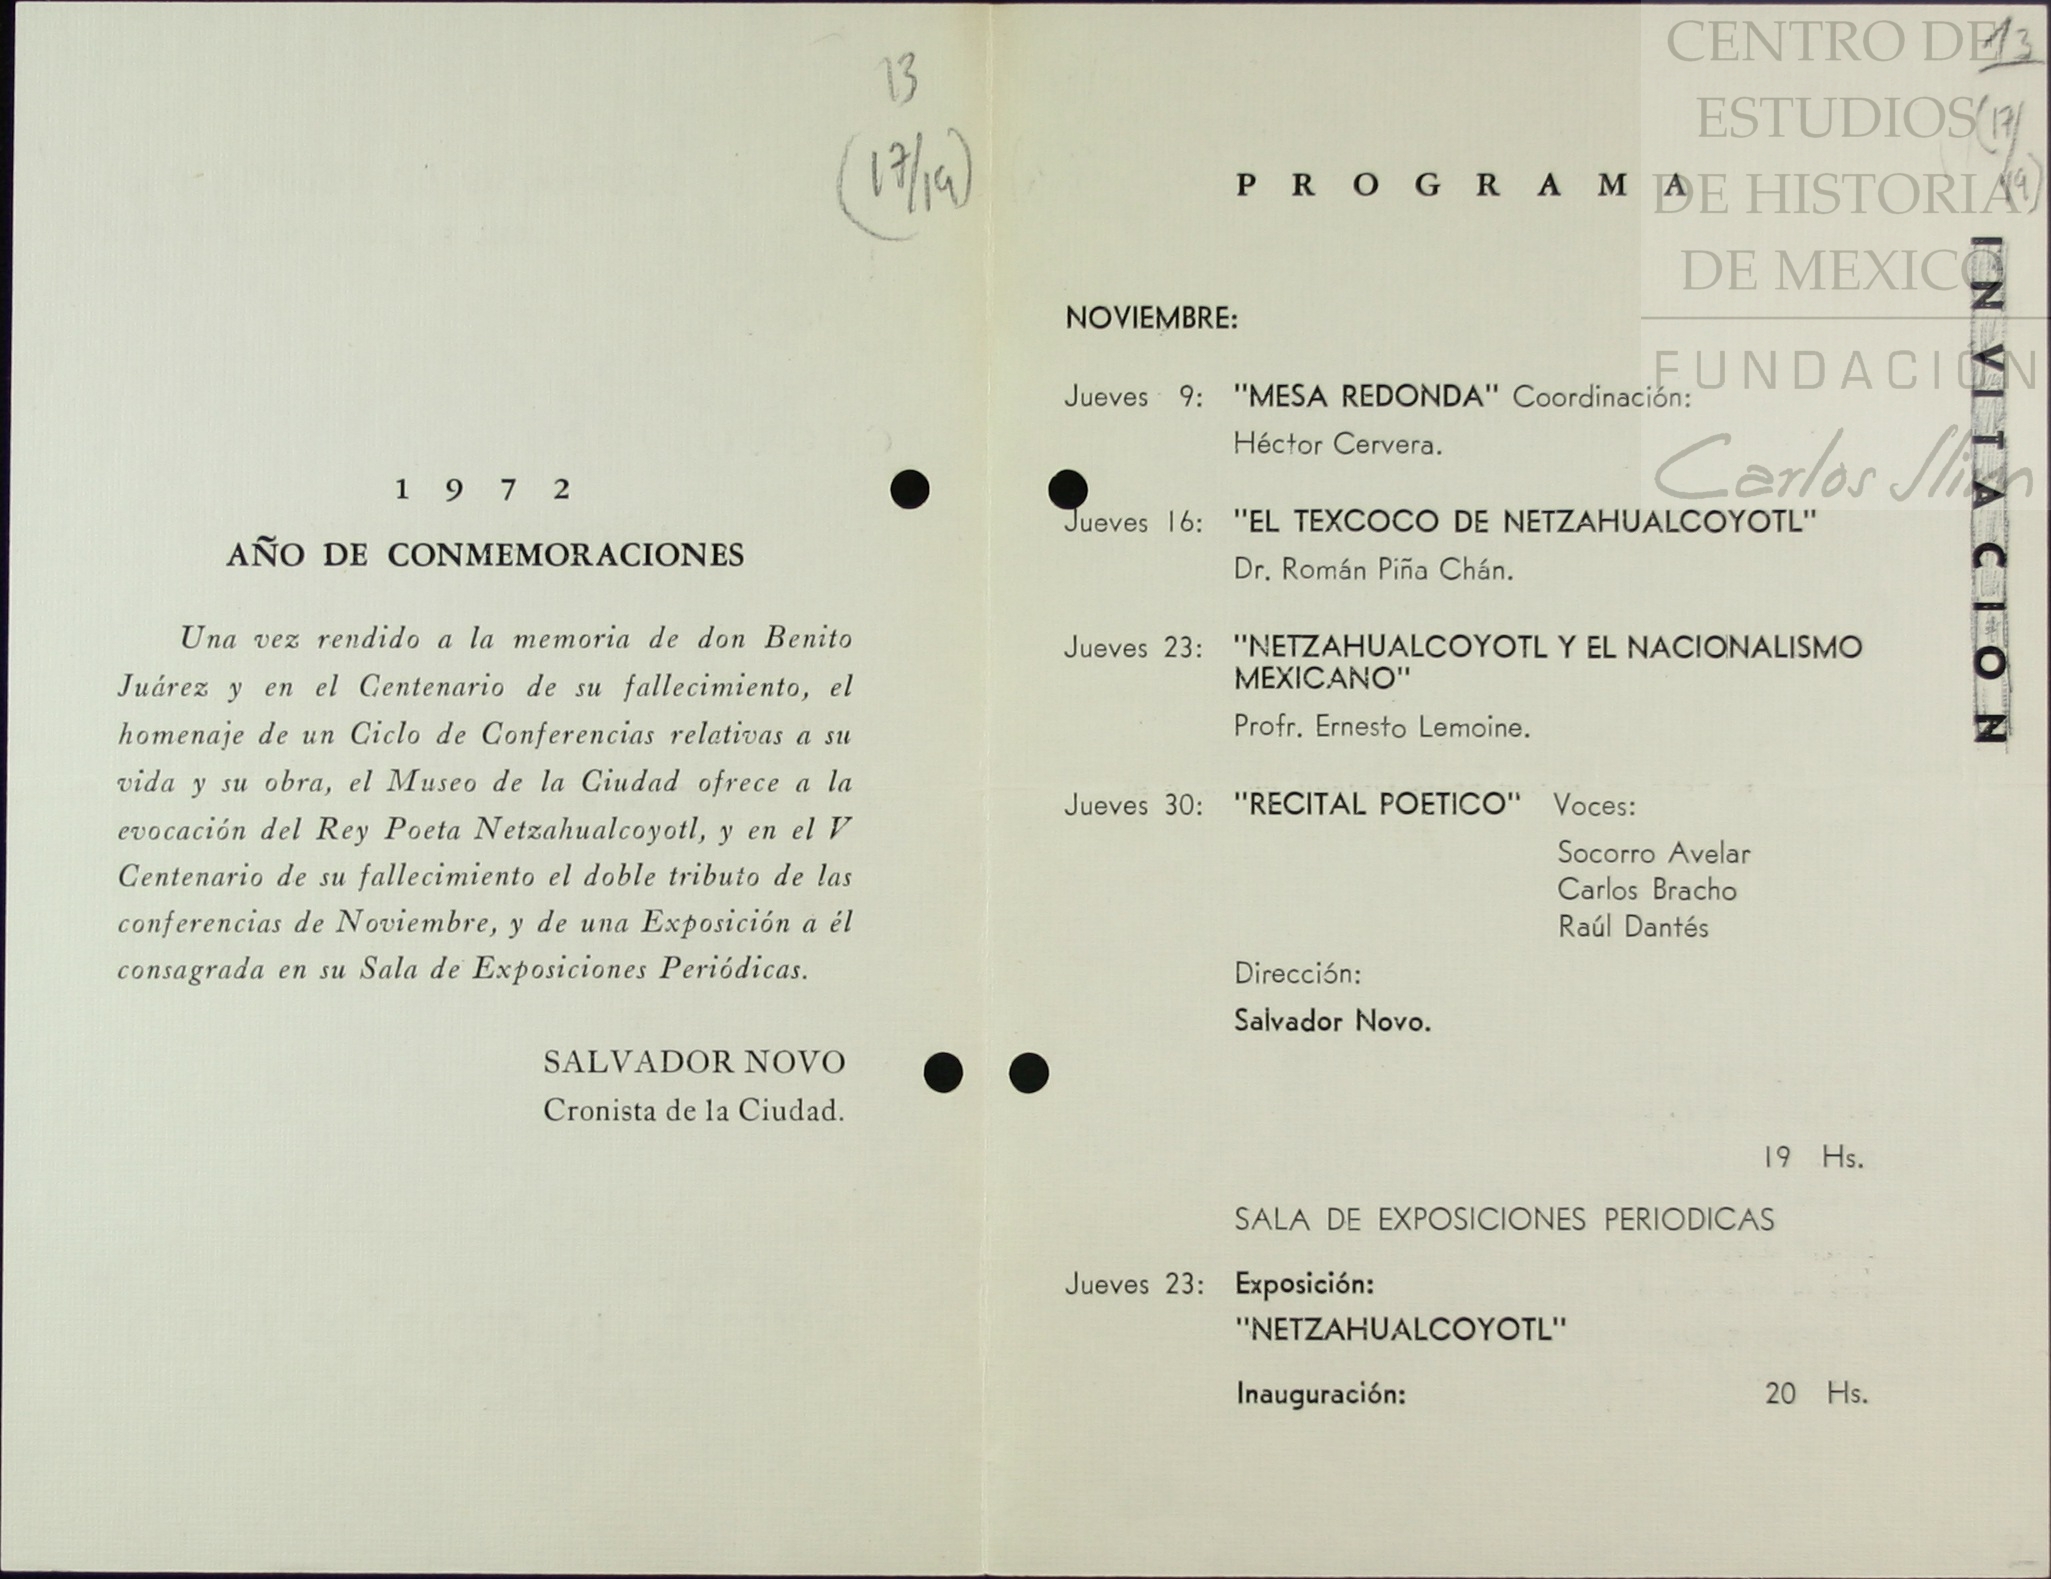 13
(17/19)
1 9 7 2
AÑO DE CONMEMORACIONES
Una vez rendido a la memoria de don Benito
Juárez y en el Centenario de su fallecimiento, el
homenaje de un Ciclo de Conferencias relativas a su
vida y su obra, el Museo de la Ciudad ofrece a la
evocación del Rey Poeta Netzahualcoyotl, y en el V
Centenario de su fallecimiento el doble tributo de las
conferencias de Noviembre, y de una Exposición a él
consagrada en su Sala de Exposiciones Periódicas.
SALVADOR NOVO
Cronista de la Ciudad.
CENTRO DE
ESTUDIOS
DE HISTORIA
DE MEXICO
FUNDACIÓN
Carlos Slim
13
(17/19)
INVITACION
P R O G R A M A
NOVIEMBRE:
Jueves 9: "MESA REDONDA" Coordinación:
Héctor Cervera.
Jueves 16: "EL TEXCOCO DE NETZAHUALCOYOTL"
Dr. Román Piña Chán.
Jueves 23: "NETZAHUALCOYOTL Y EL NACIONALISMO
MEXICANO"
Profr. Ernesto Lemoine.
Jueves 30: "RECITAL POETICO" Voces:
Socorro Avelar
Carlos Bracho
Raúl Dantés
Dirección:
Salvador Novo.
19 Hs.
SALA DE EXPOSICIONES PERIODICAS
Jueves 23: Exposición:
"NETZAHUALCOYOTL"
Inauguración: 20 Hs.